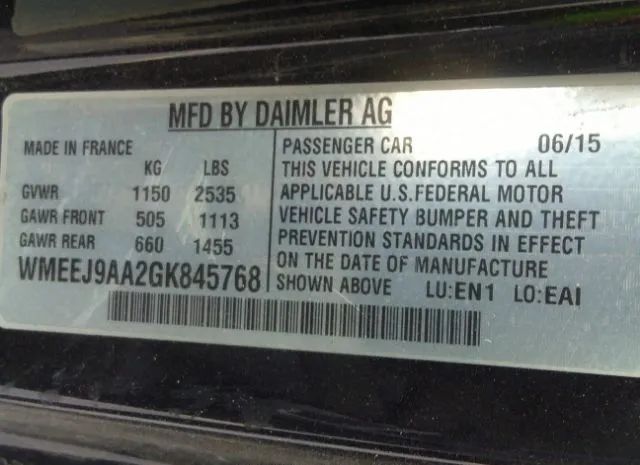 MFD BY DAIMLER AG
MADE IN FRANCE
KG LBS
GVWR 1150 2535
GAWR FRONT 505 1113
GAWR REAR 660 1455
WMEEJ9AA2GK845768
PASSENGER CAR 06/15
THIS VEHICLE CONFORMS TO ALL
APPLICABLE U.S.FEDERAL MOTOR
VEHICLE SAFETY BUMPER AND THEFT
PREVENTION STANDARDS IN EFFECT
ON THE DATE OF MANUFACTURE
SHOWN ABOVE LU:EN1 LO:EAI